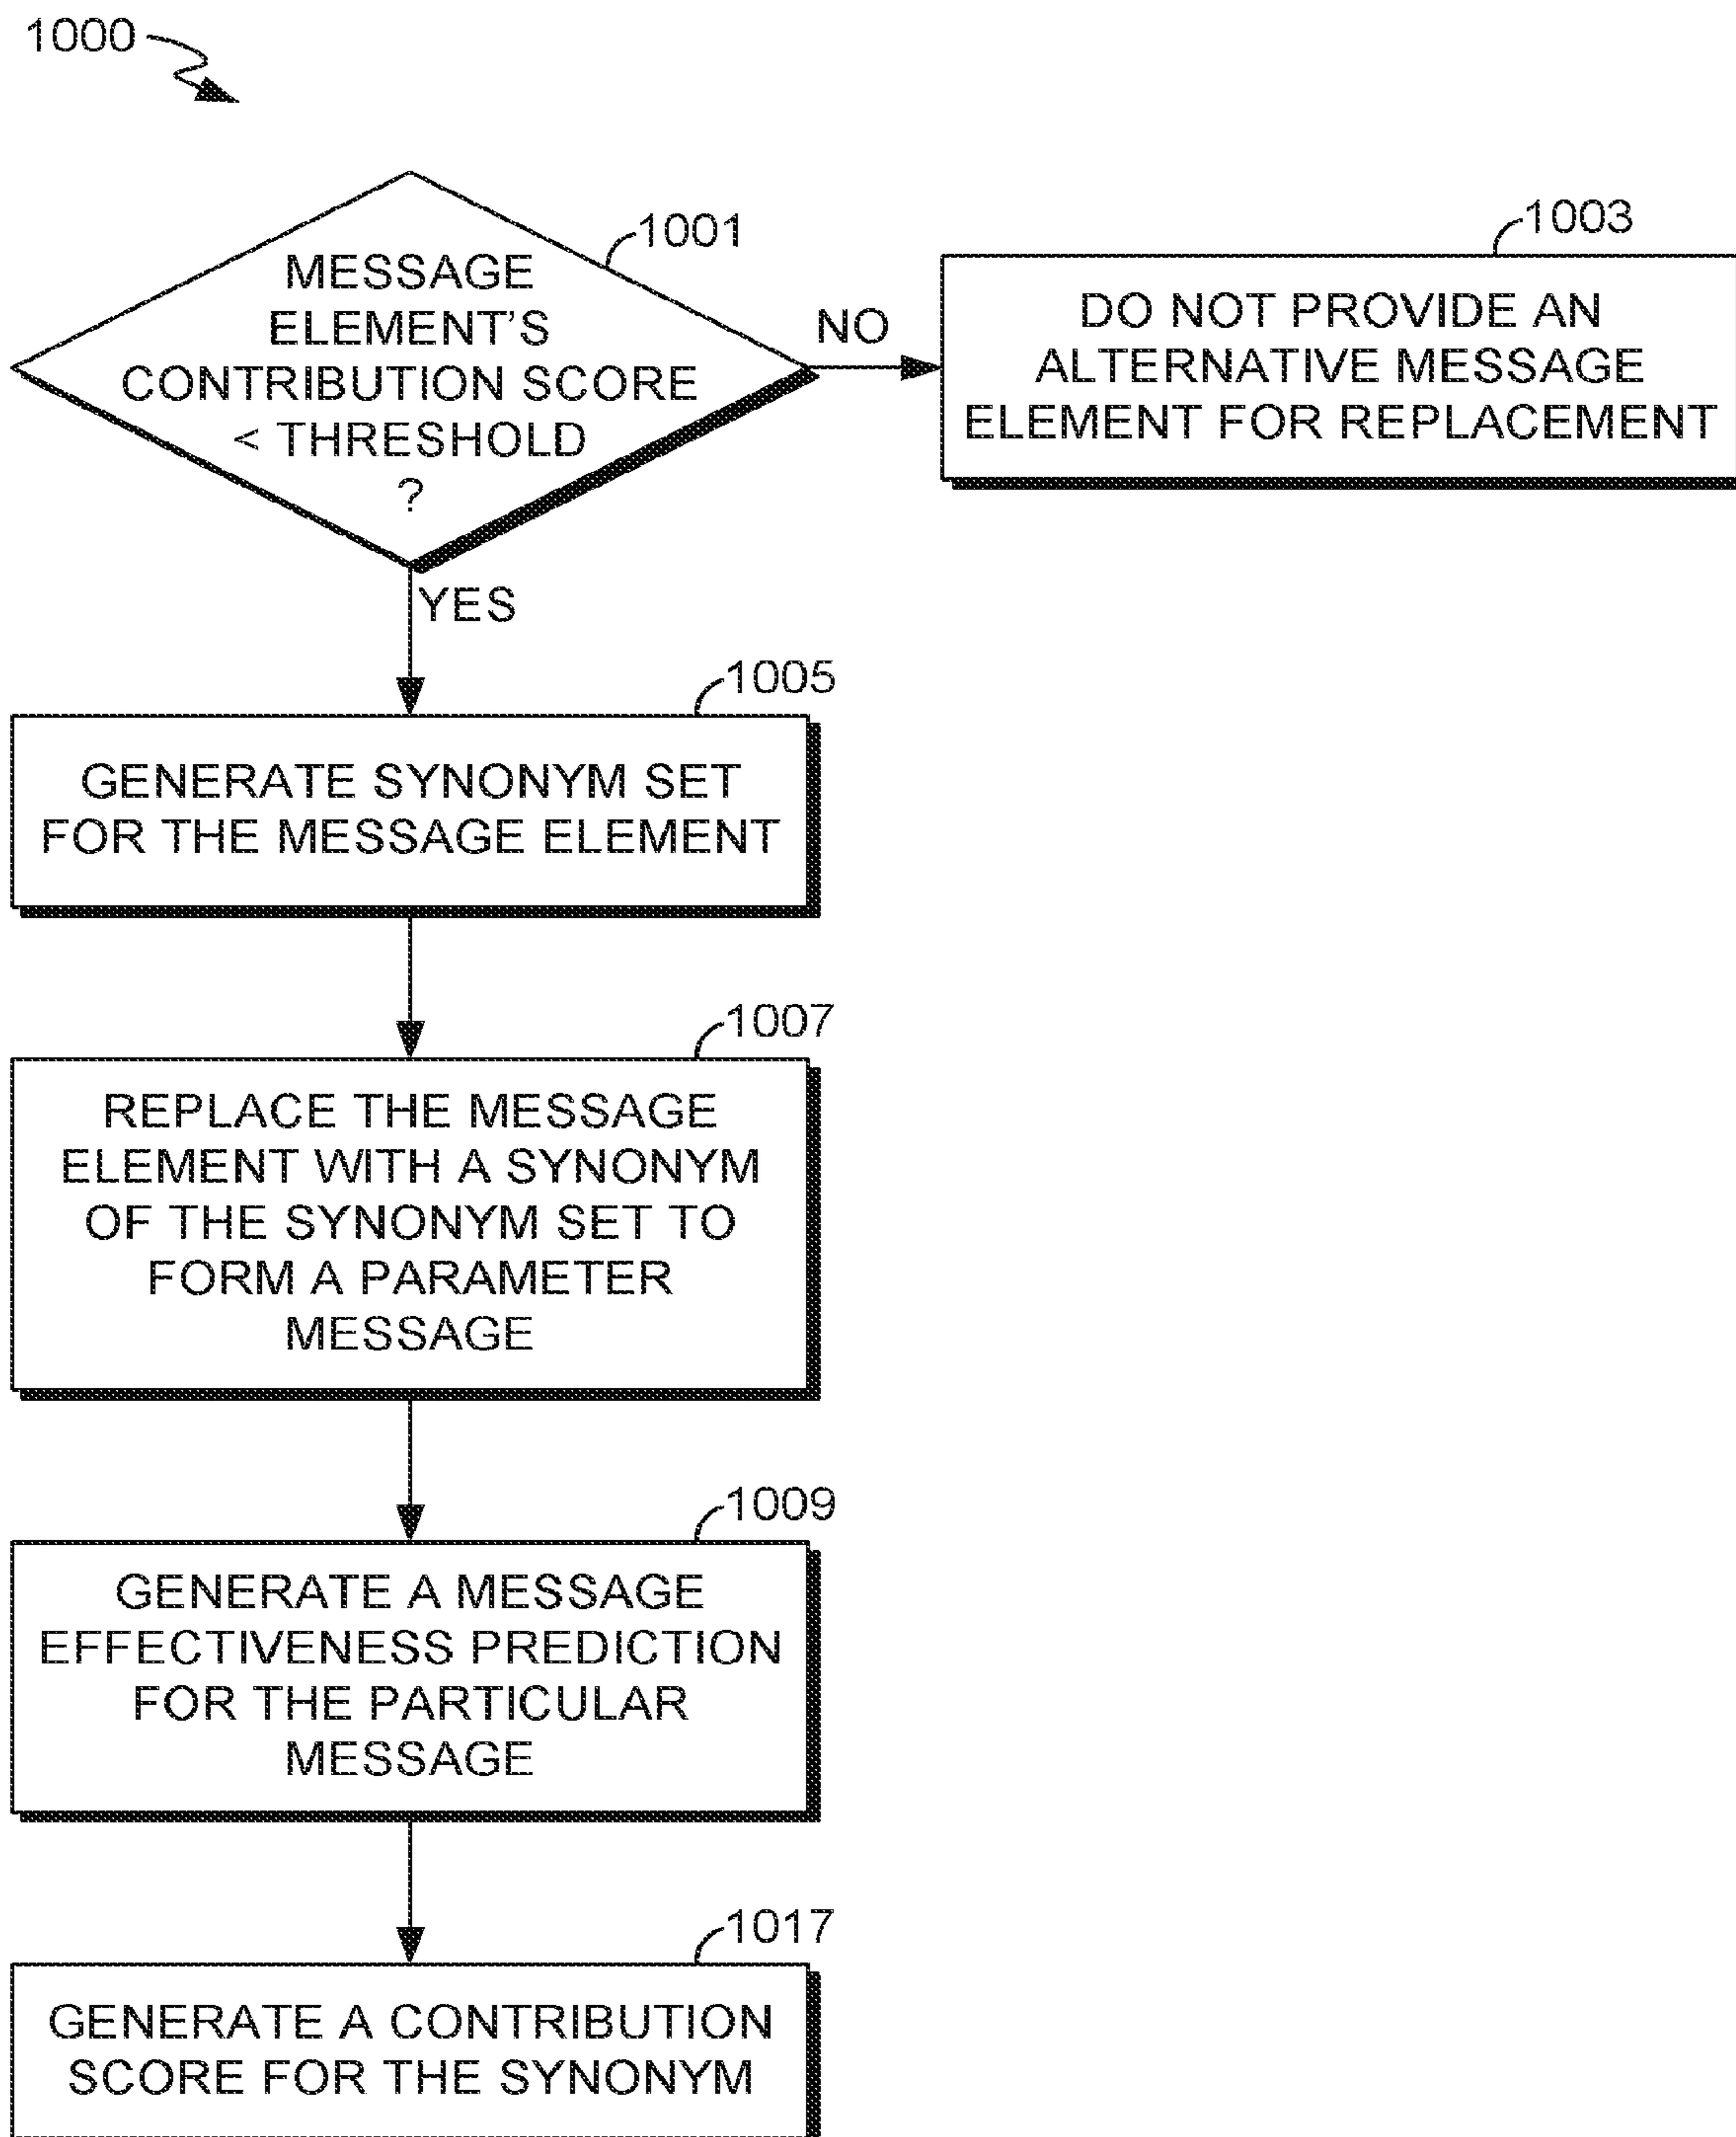 1000
1001
MESSAGE
ELEMENT'S
CONTRIBUTION SCORE
< THRESHOLD
?
NO
1003
DO NOT PROVIDE AN
ALTERNATIVE MESSAGE
ELEMENT FOR REPLACEMENT
YES
1005
GENERATE SYNONYM SET
FOR THE MESSAGE ELEMENT
1007
REPLACE THE MESSAGE
ELEMENT WITH A SYNONYM
OF THE SYNONYM SET TO
FORM A PARAMETER
MESSAGE
1009
GENERATE A MESSAGE
EFFECTIVENESS PREDICTION
FOR THE PARTICULAR
MESSAGE
1017
GENERATE A CONTRIBUTION
SCORE FOR THE SYNONYM